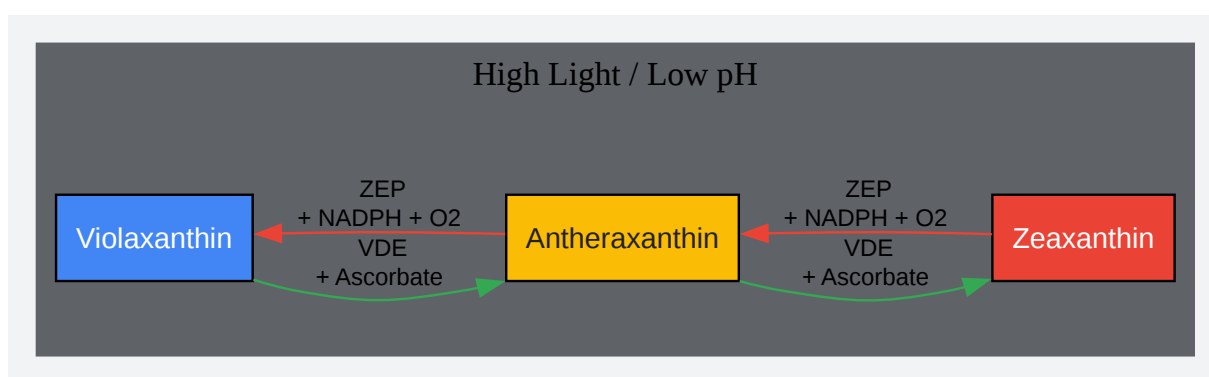 High Light / Low pH
ZEP
+ NADPH + O2
VDE
+ Ascorbate
ZEP
+ NADPH + O2
VDE
+ Ascorbate
Violaxanthin
Antheraxanthin
Zeaxanthin